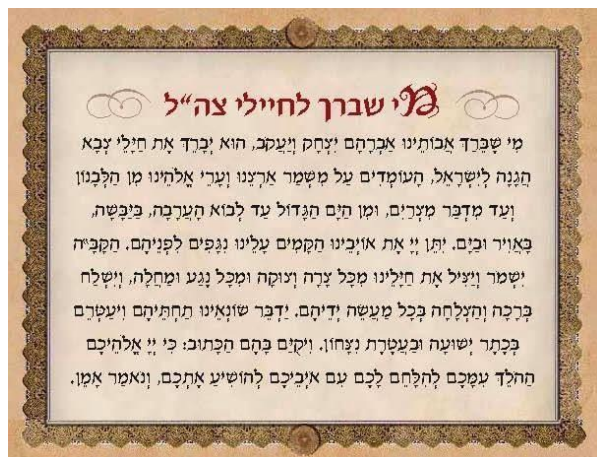 מי שברך לחיילי צה"ל
מִי שֶׁבֵּרַךְ אֲבוֹתֵינוּ אַבְרָהָם יִצְחָק וְיַעֲקֹב, הוּא יְבָרֵךְ אֶת חַיָּלֵי צְבָא
הֲגַנָּה לְיִשְׂרָאֵל, הָעוֹמְדִים עַל מִשְׁמַר אַרְצֵנוּ וְעָרֵי אֱלֹהֵינוּ מִן הַלְּבָנוֹן
וְעַד מִדְבַּר מִצְרַיִם, וּמִן הַיָּם הַגָּדוֹל עַד לְבוֹא הָעֲרָבָה, בַּיַּבָּשָׁה,
בָּאֲוִיר וּבַיָּם. יִתֵּן יְיָ אֶת אוֹיְבֵינוּ הַקָּמִים עָלֵינוּ נִגָּפִים לִפְנֵיהֶם. הַקָּבָּ"ה
יִשְׁמֹר וְיַצִּיל אֶת חַיָּלֵינוּ מִכָּל צָרָה וְצוּקָה וּמִכָּל נֶגַע וּמַחֲלָה, וְיִשְׁלַח
בְּרָכָה וְהַצְלָחָה בְּכָל מַעֲשֵׂה יְדֵיהֶם. יַדְבֵּר שׂוֹנְאֵינוּ תַּחְתֵּיהֶם וִיעַטְּרֵם
בְּכֶתֶר יְשׁוּעָה וּבַעֲטֶרֶת נִצָּחוֹן. וִיקֻיַּם בָּהֶם הַכָּתוּב: כִּי יְיָ אֱלֹהֵיכֶם
הַהֹלֵךְ עִמָּכֶם לְהִלָּחֵם לָכֶם עִם אֹיְבֵיכֶם לְהוֹשִׁיעַ אֶתְכֶם, וְנֹאמַר אָמֵן.